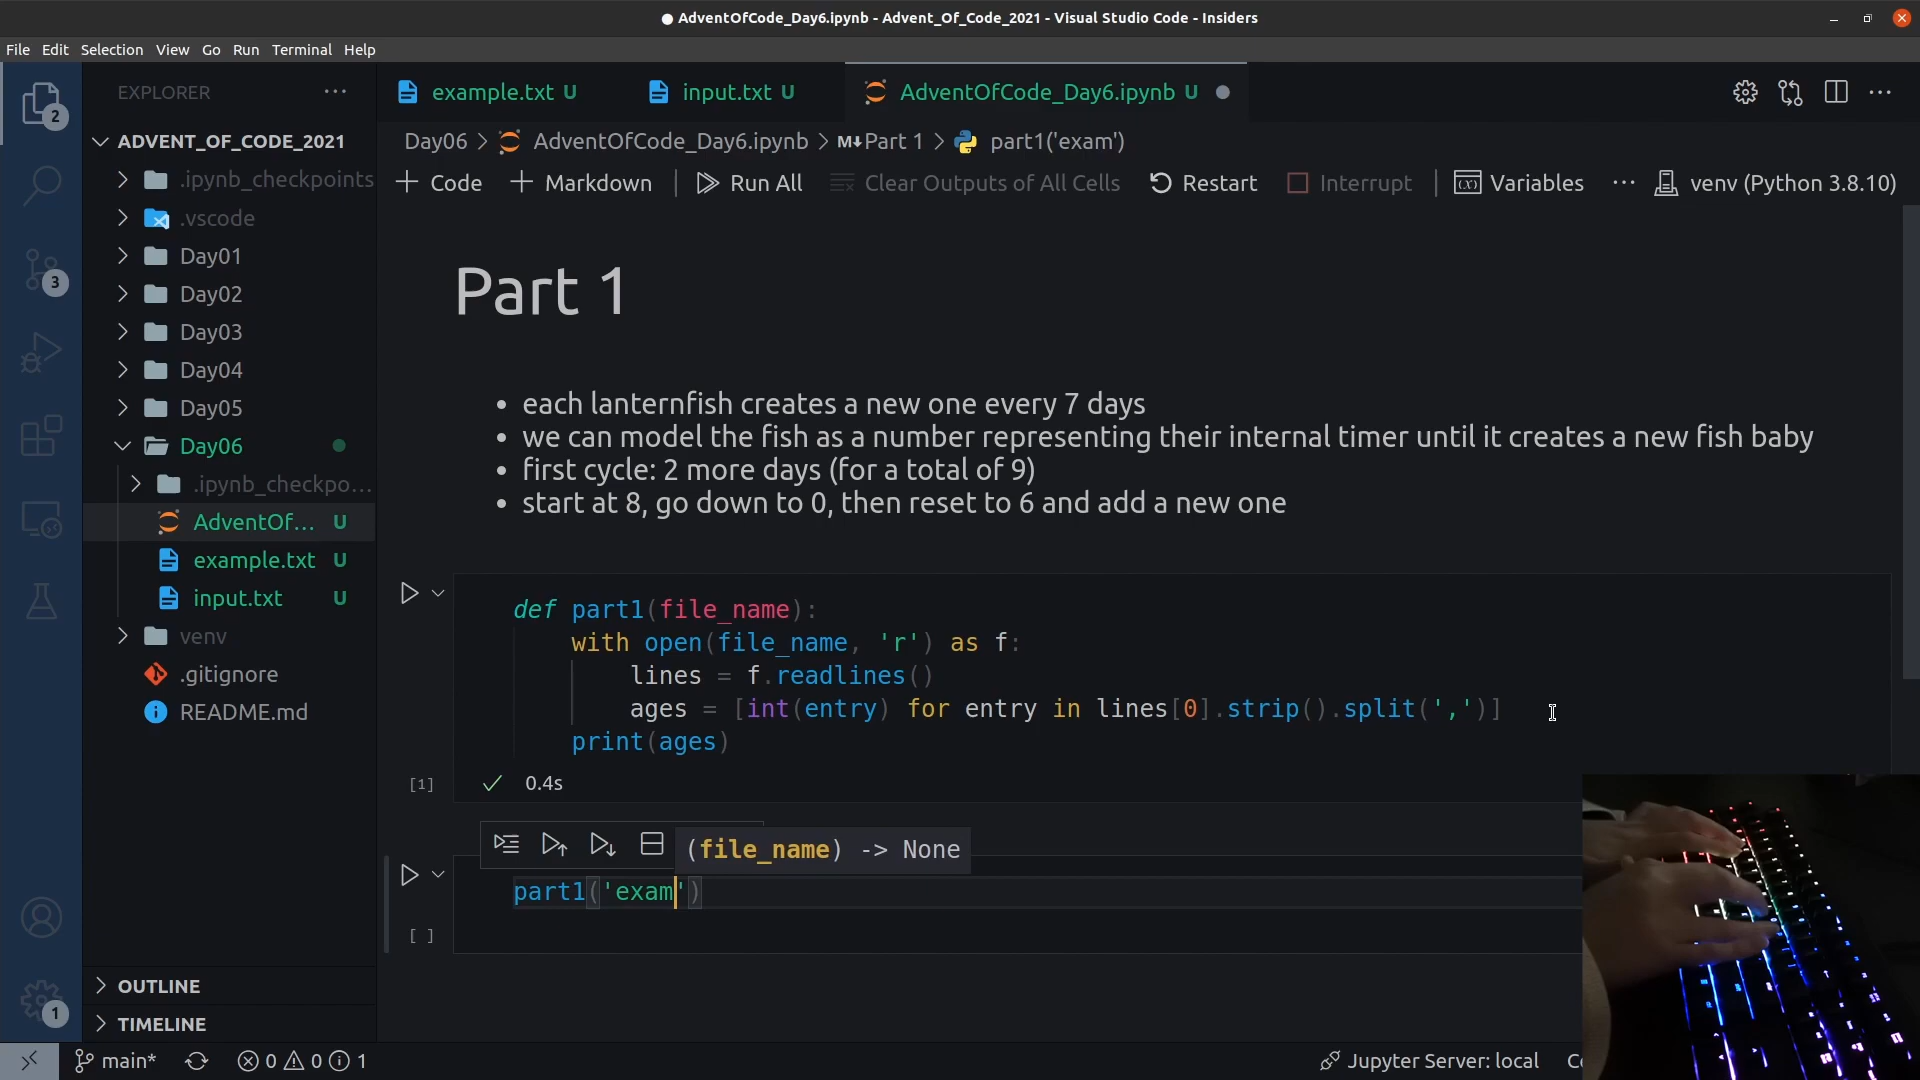 ● AdventOfCode_Day6.ipynb - Advent_Of_Code_2021 - Visual Studio Code - Insiders
File Edit Selection View Go Run Terminal Help
EXPLORER
example.txt U
input.txt U
AdventOfCode_Day6.ipynb U
Day06 > AdventOfCode_Day6.ipynb > M↓Part 1 > part1('exam')
+ Code + Markdown | Run All Clear Outputs of All Cells Restart Interrupt | Variables ... venv (Python 3.8.10)
2
3
1
ADVENT_OF_CODE_2021
.ipynb_checkpoints
.vscode
Day01
Day02
Day03
Day04
Day05
Day06
.ipynb_checkpo...
AdventOf... U
example.txt U
input.txt U
venv
.gitignore
README.md
OUTLINE
TIMELINE
Part 1
• each lanternfish creates a new one every 7 days
• we can model the fish as a number representing their internal timer until it creates a new fish baby
• first cycle: 2 more days (for a total of 9)
• start at 8, go down to 0, then reset to 6 and add a new one
def part1(file_name):
    with open(file_name, 'r') as f:
        lines = f.readlines()
        ages = [int(entry) for entry in lines[0].strip().split(',')]
    print(ages)
[1] ✓ 0.4s
(file_name) -> None
part1('exam')
[ ]
main* 0 0 1
Jupyter Server: local